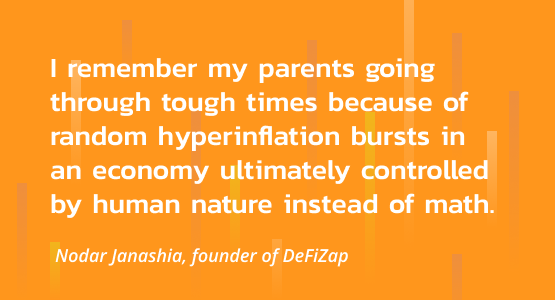 I remember my parents going
through tough times because of
random hyperinflation bursts in
an economy ultimately controlled
by human nature instead of math.
Nodar Janashia, founder of DeFiZap